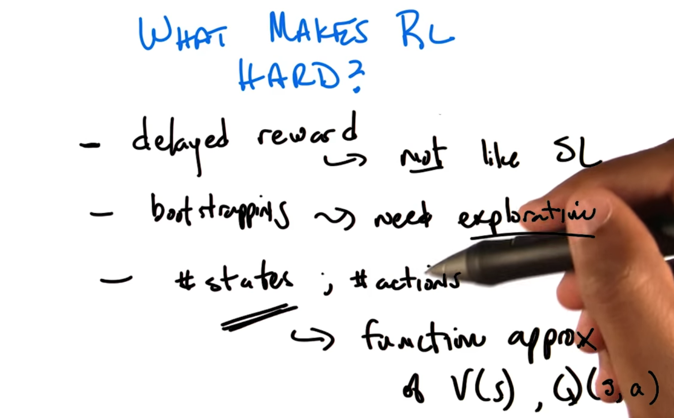 WHAT MAKES RL
HARD?
- delayed reward
↪ not like SL
- bootstrapping ⇝ need exploration
- #states ; #actions
↪ function approx
of V(s), Q(s,a)